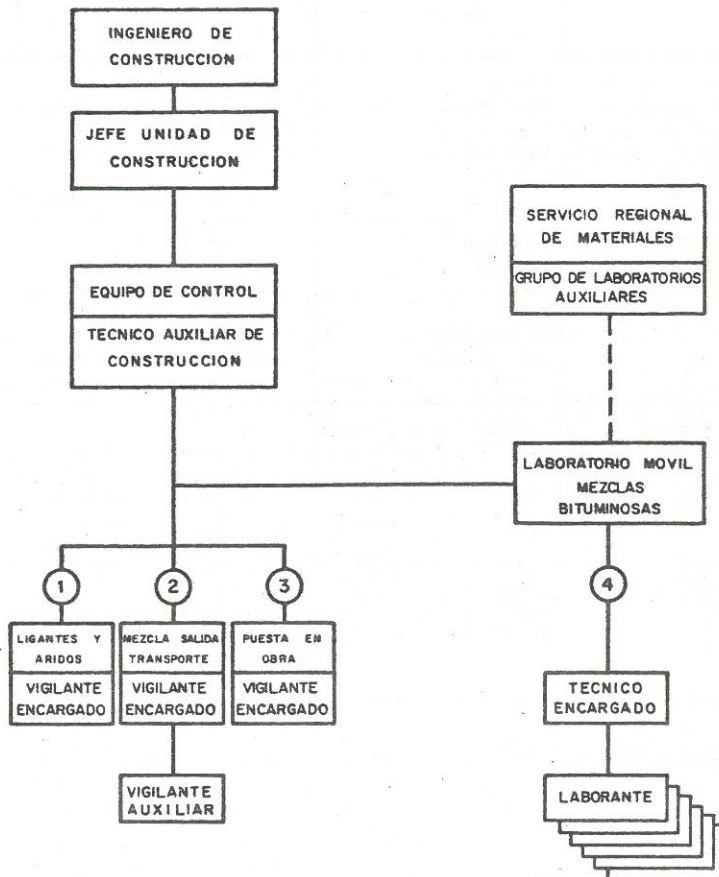 INGENIERO DE
CONSTRUCCION
JEFE UNIDAD DE
CONSTRUCCION
SERVICIO REGIONAL
DE MATERIALES
GRUPO DE LABORATORIOS
AUXILIARES
EQUIPO DE CONTROL
TECNICO AUXILIAR DE
CONSTRUCCION
LABORATORIO MOVIL
MEZCLAS
BITUMINOSAS
1
2
3
4
LIGANTES Y
ARIDOS
VIGILANTE
ENCARGADO
MEZCLA SALIDA
TRANSPORTE
VIGILANTE
ENCARGADO
PUESTA EN
OBRA
VIGILANTE
ENCARGADO
TECNICO
ENCARGADO
VIGILANTE
AUXILIAR
LABORANTE